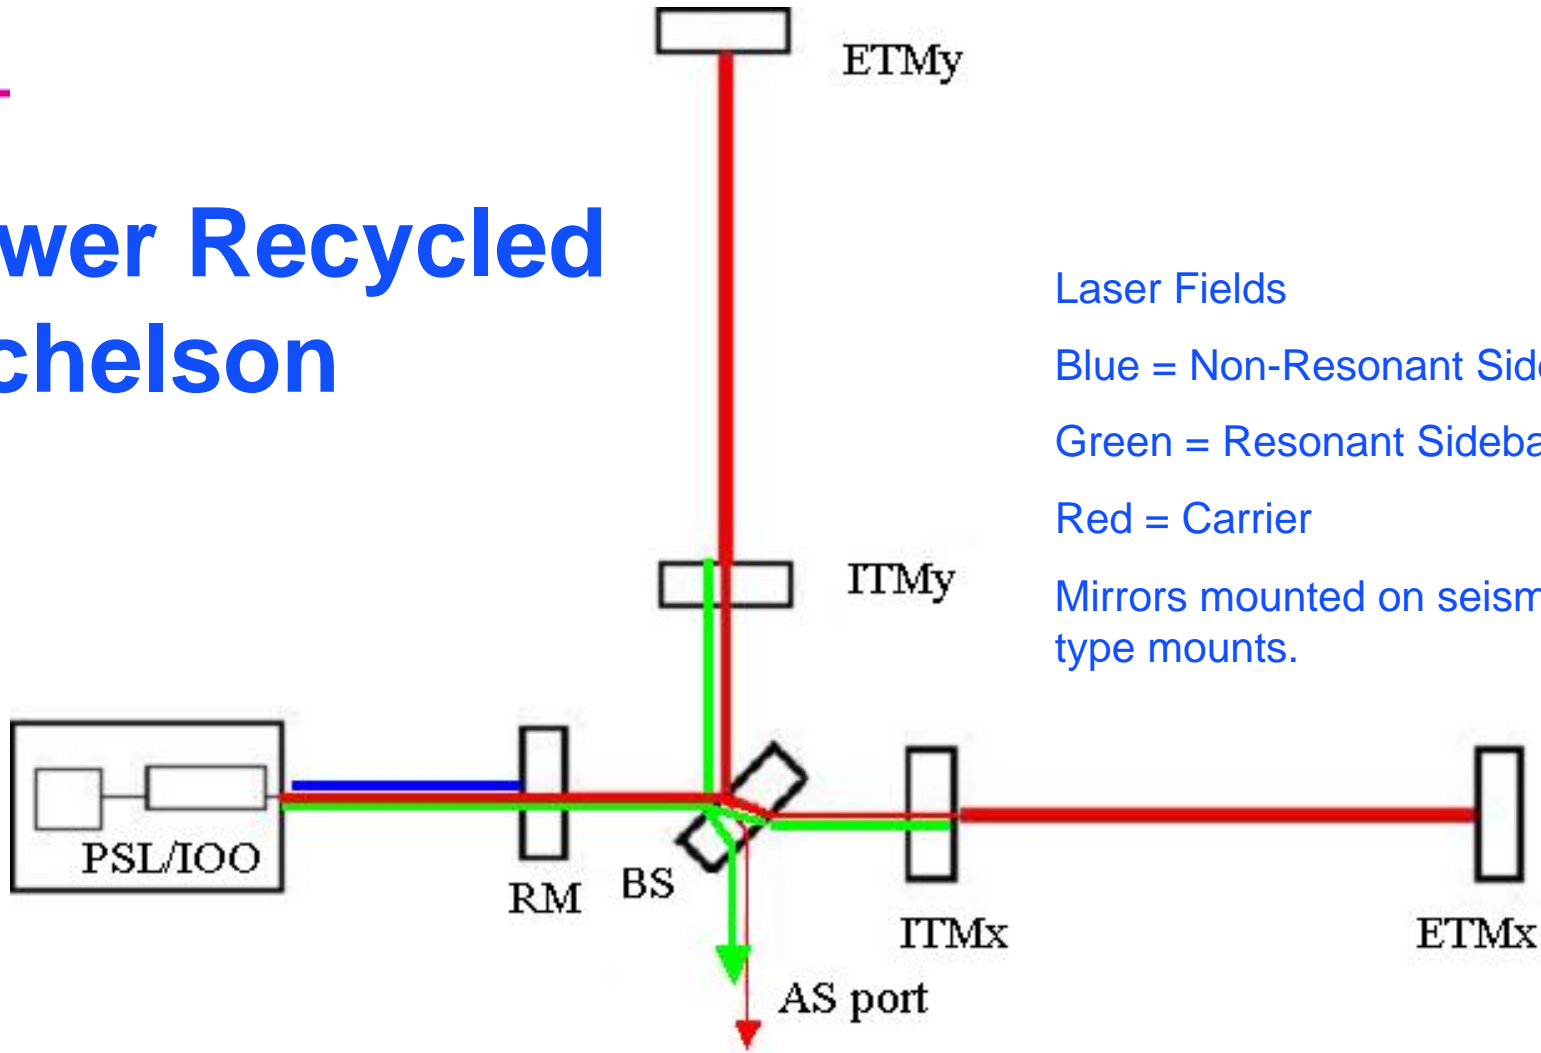 wer Recycled
chelson
Laser Fields
Blue = Non-Resonant Side
Green = Resonant Sideba
Red = Carrier
Mirrors mounted on seism
type mounts.
ETMy
ITMy
PSL/IOO
RM
BS
ITMx
ETMx
AS port